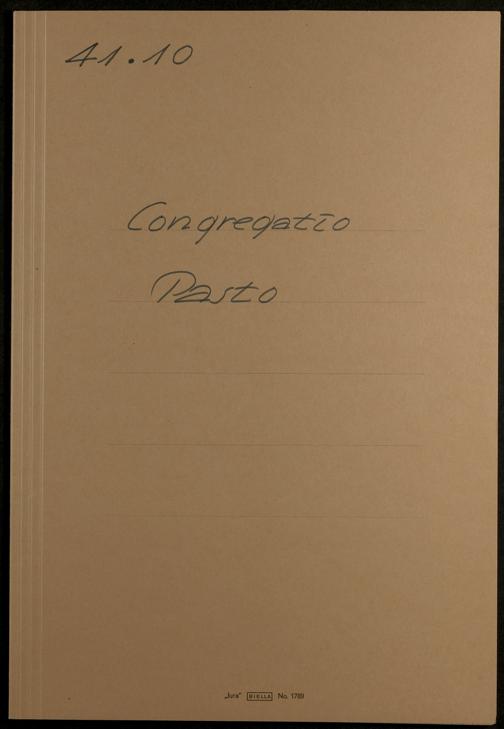 41.10
Congregatio
Pasto
„Jura“ BIELLA No. 1789